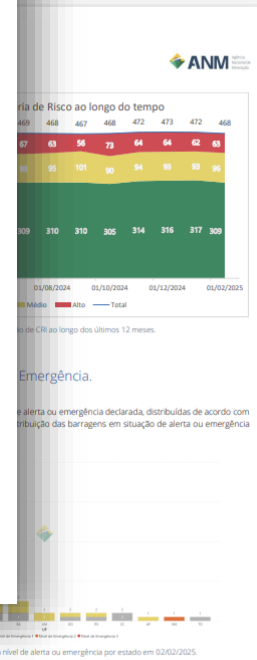 ANM
ria de Risco ao longo do tempo
469 468 467 468 472 473 472 468
67 63 56 73 64 64 62 63
93 95 101 90 94 93 93 96
309 310 310 305 314 316 317 309
01/08/2024 01/10/2024 01/12/2024 01/02/2025
Médio Alto Total
de CRI ao longo dos últimos 12 meses.
Emergência.
e alerta ou emergência declarada, distribuídas de acordo com
tribuição das barragens em situação de alerta ou emergência
nível de alerta ou emergência por estado em 02/02/2025.